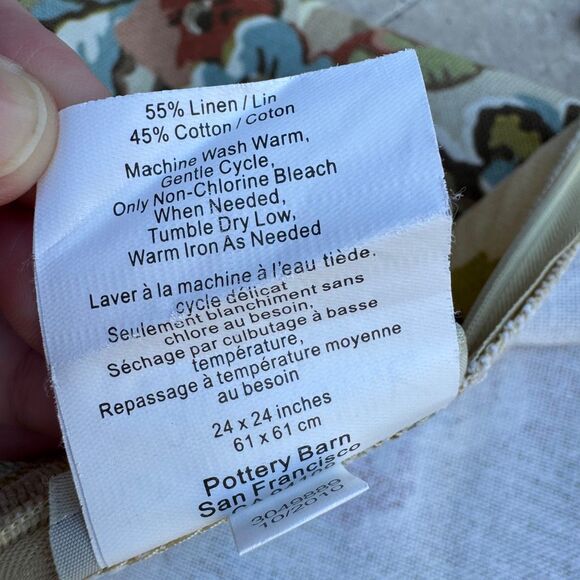 55% Linen / Lin
45% Cotton / Coton
Machine Wash Warm,
Gentle Cycle,
Only Non-Chlorine Bleach
When Needed,
Tumble Dry Low,
Warm Iron As Needed
Laver à la machine à l'eau tiède.
cycle délicat
Seulement blanchiment sans
chlore au besoin,
Séchage par culbutage à basse
température,
Repassage à température moyenne
au besoin
24 x 24 inches
61 x 61 cm
Pottery Barn
San Francisco
10/2010